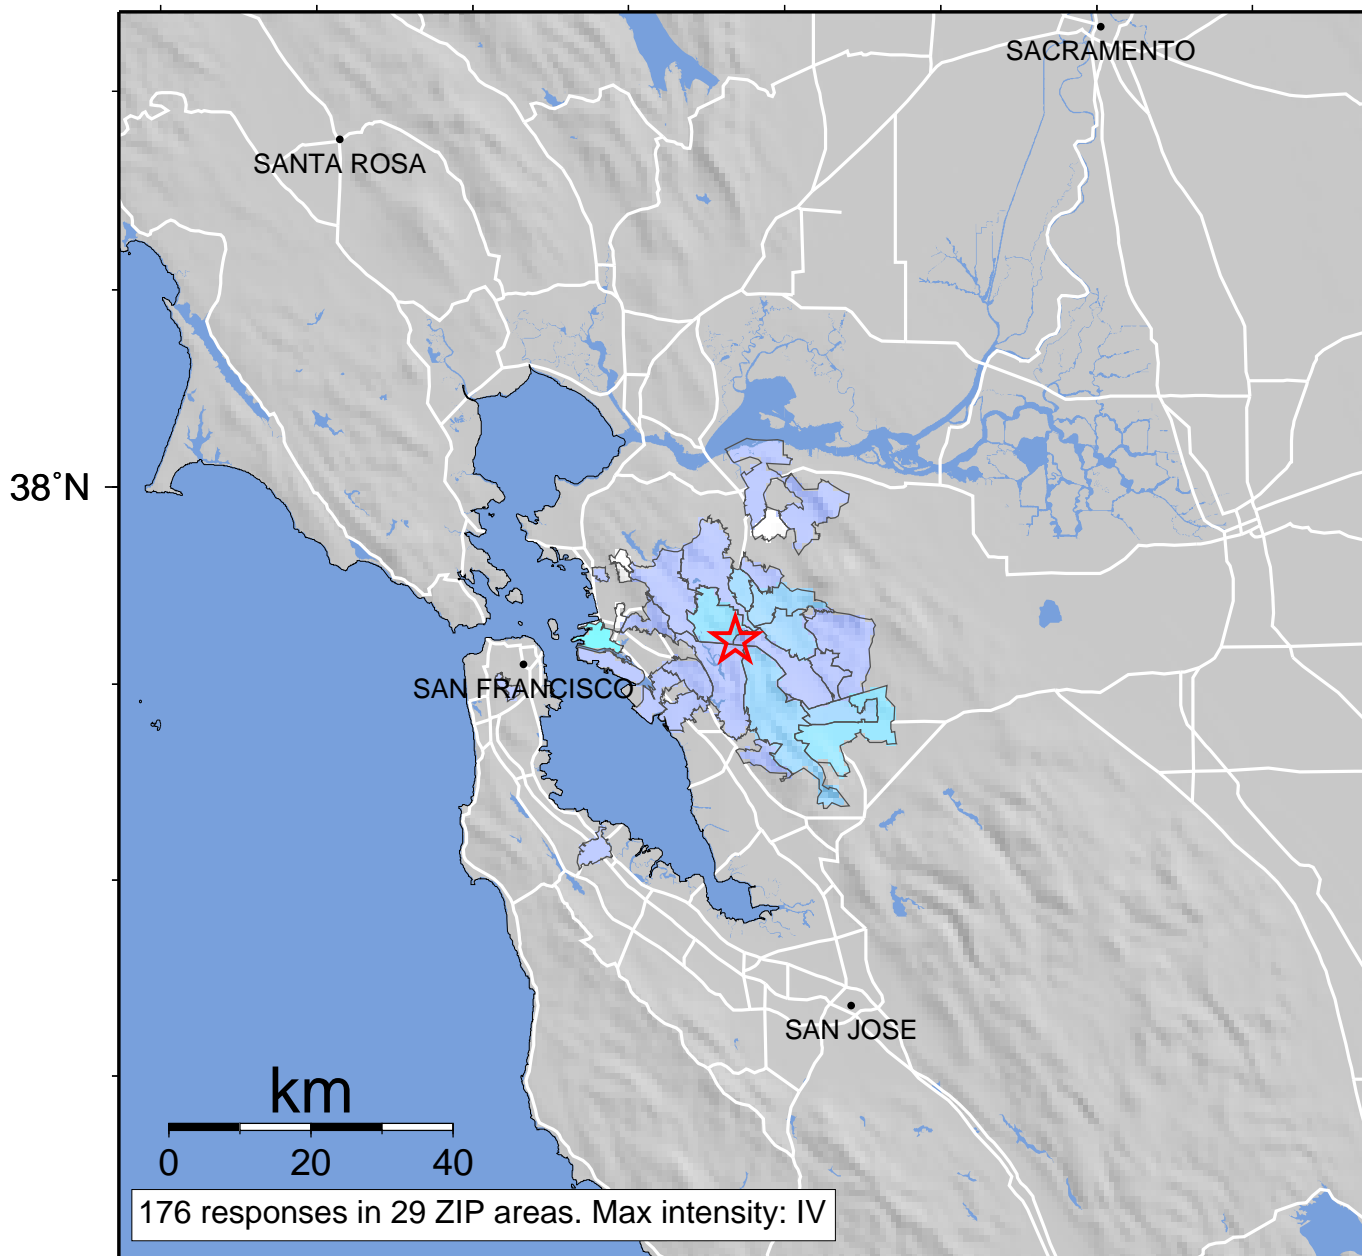 SACRAMENTO
SANTA ROSA
38°N
SAN FRANCISCO
SAN JOSE
km
0 20 40
176 responses in 29 ZIP areas. Max intensity: IV